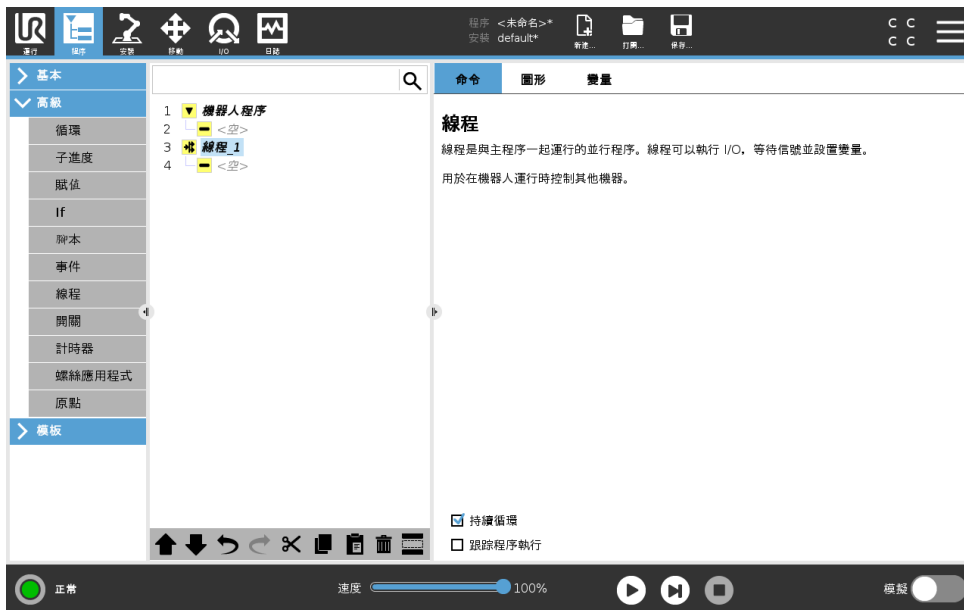 程序 <未命名>*
安裝 default*
運行
程序
安裝
移動
I/O
日誌
新建...
打開...
保存...
C C
C C
基本
高級
循環
子進度
賦值
If
腳本
事件
線程
開關
計時器
螺絲應用程式
原點
模板
1 機器人程序
2 <空>
3 線程_1
4 <空>
命令 圖形 變量
線程
線程是與主程序一起運行的並行程序。線程可以執行 I/O，等待信號並設置變量。
用於在機器人運行時控制其他機器。
持續循環
跟踪程序執行
正常
速度 100%
模擬